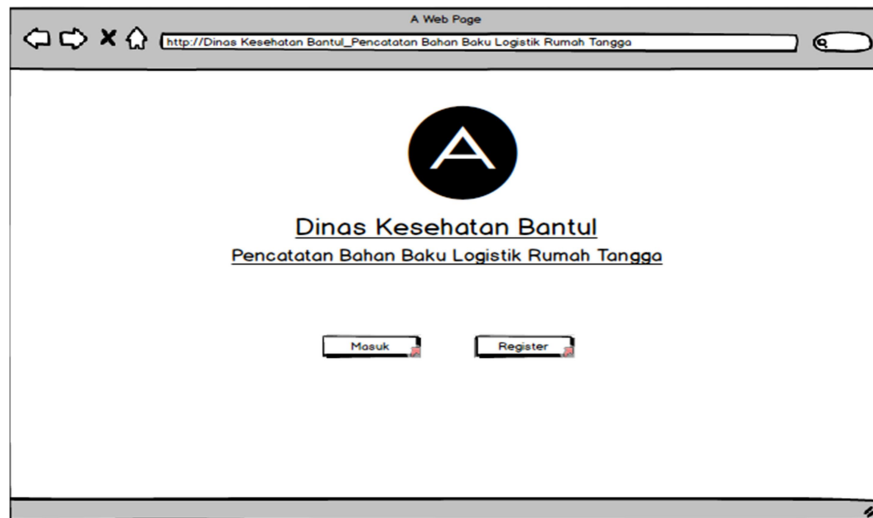 A Web Page
http://Dinas Kesehatan Bantul_Pencatatan Bahan Baku Logistik Rumah Tangga
A
Dinas Kesehatan Bantul
Pencatatan Bahan Baku Logistik Rumah Tangga
Masuk
Register